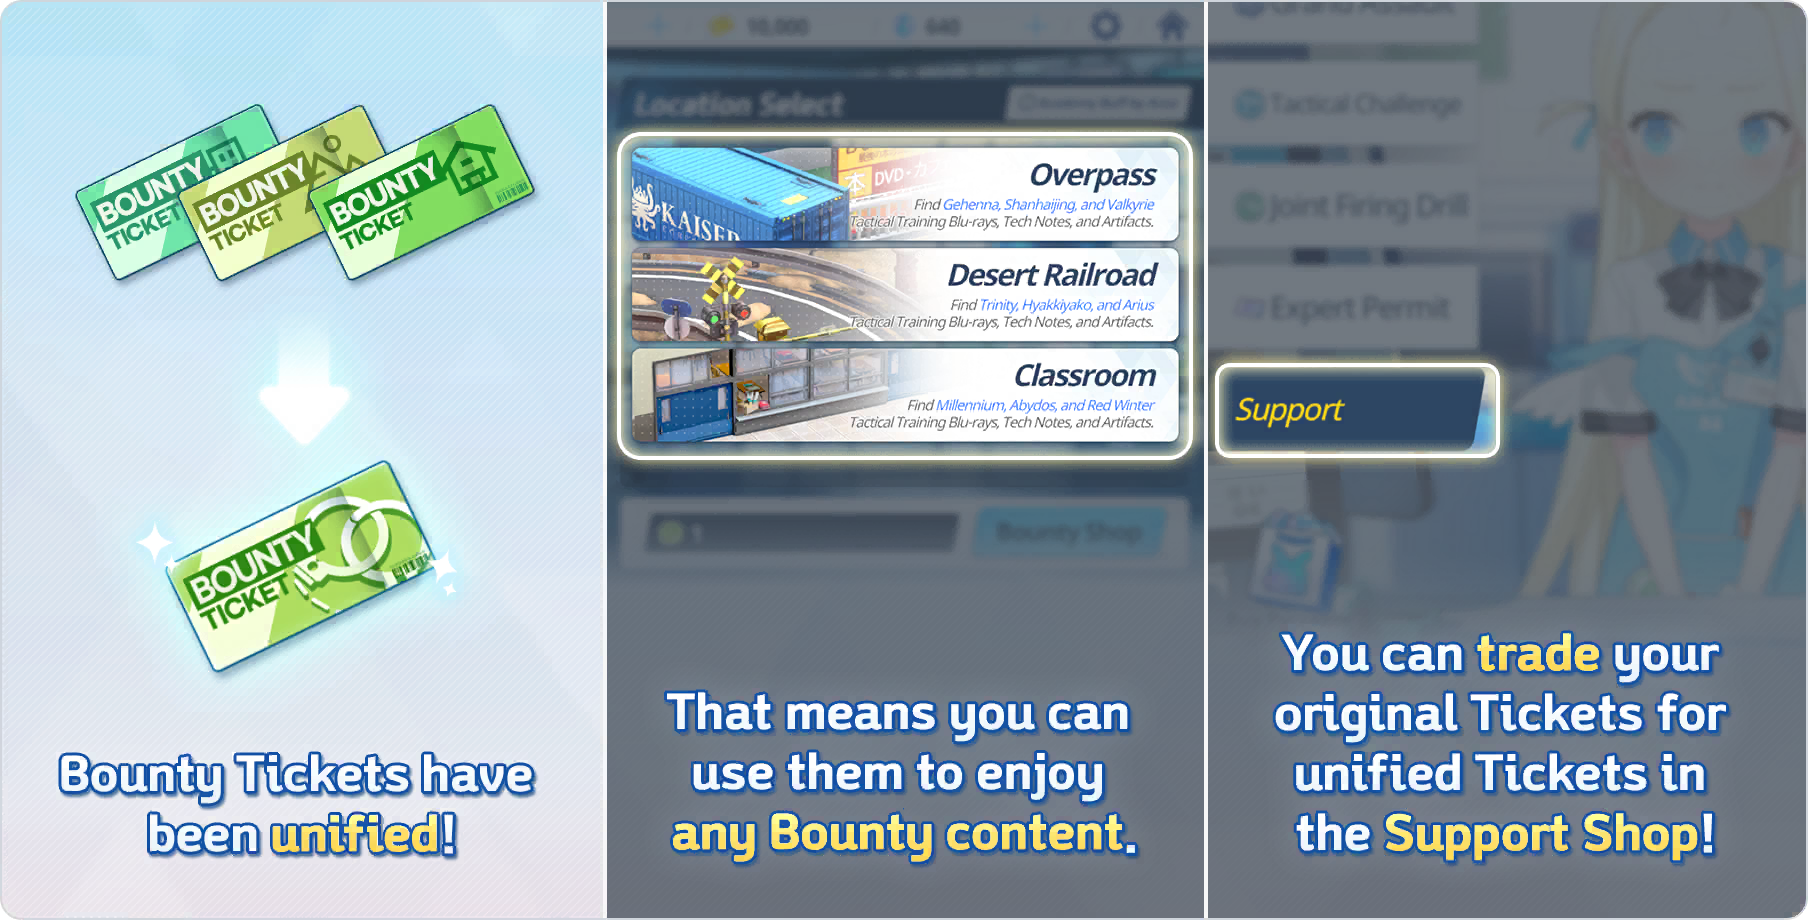 BOUNTY
TICKET
BOUNTY
TICKET
BOUNTY
TICKET
BOUNTY
TICKET
Bounty Tickets have
been unified!
10,000
640
Location Select
KAISER
本 DVD・カ
Overpass
Find Gehenna, Shanhaijing, and Valkyrie
Tactical Training Blu-rays, Tech Notes, and Artifacts.
Desert Railroad
Find Trinity, Hyakkiyako, and Arius
Tactical Training Blu-rays, Tech Notes, and Artifacts.
Classroom
Find Millennium, Abydos, and Red Winter
Tactical Training Blu-rays, Tech Notes, and Artifacts.
1
Bounty Shop
That means you can
use them to enjoy
any Bounty content.
Grand Assault
Tactical Challenge
Joint Firing Drill
Expert Permit
Support
You can trade your
original Tickets for
unified Tickets in
the Support Shop!